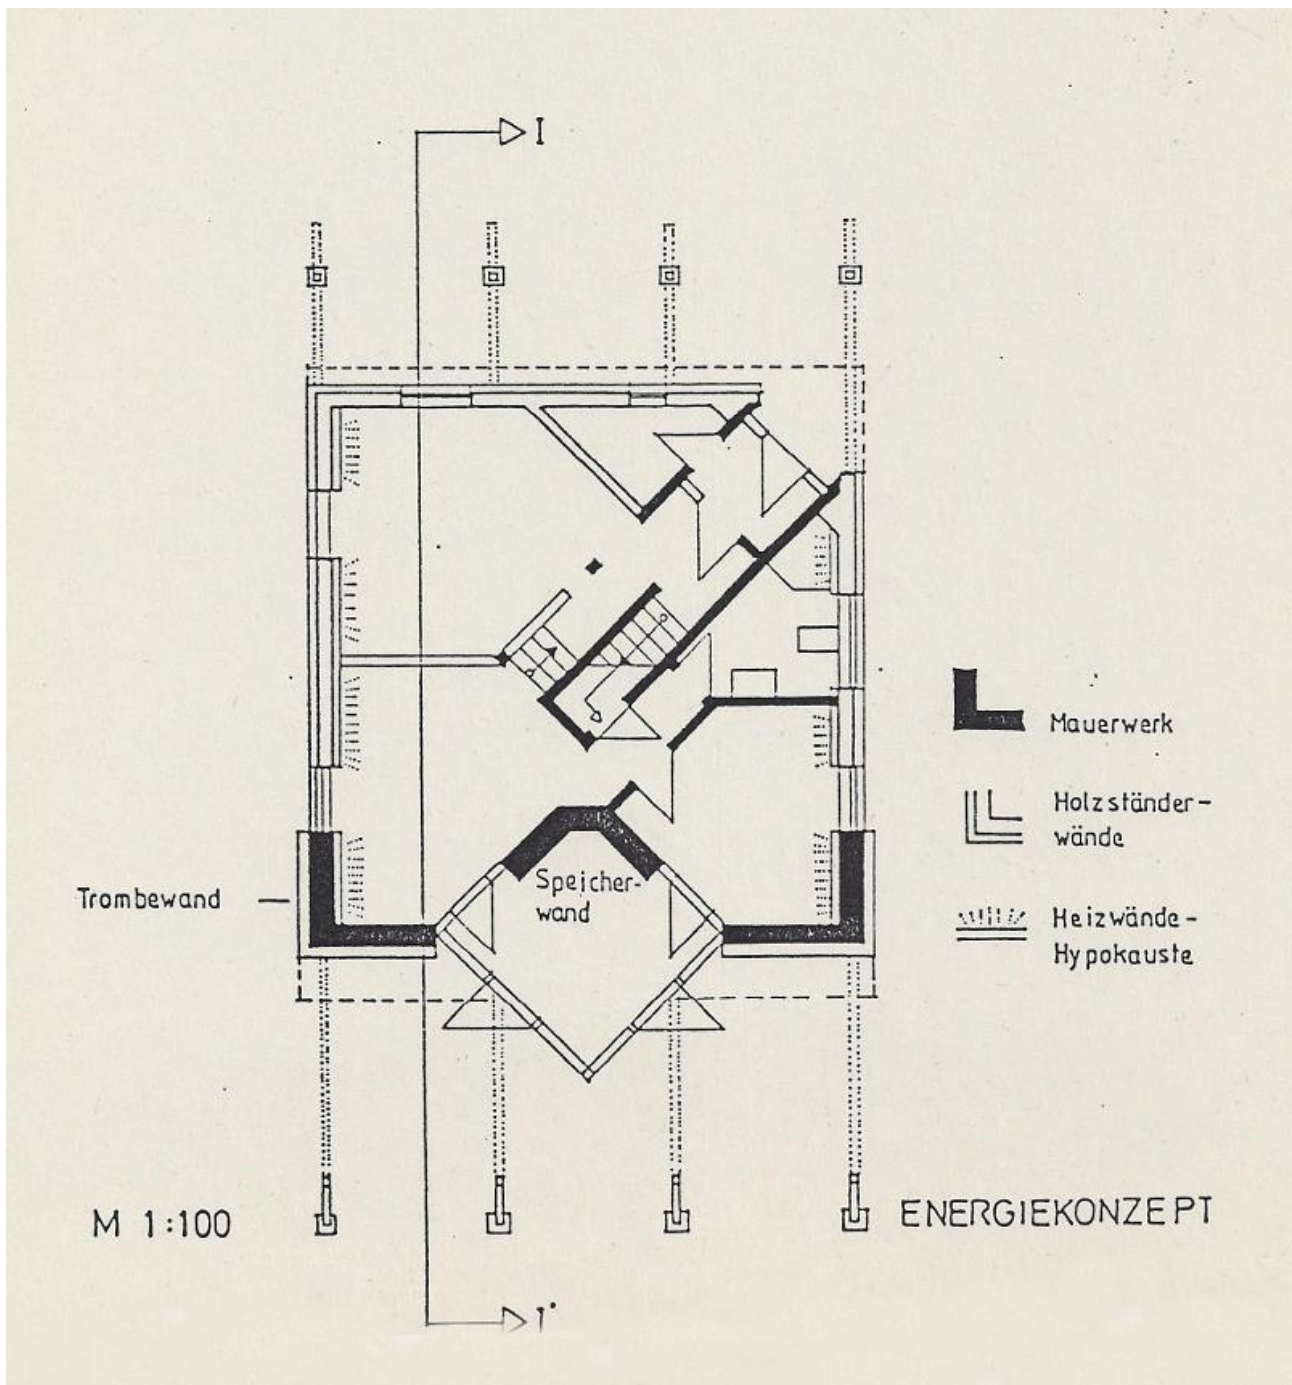 I
Mauerwerk
Holzständer-
wände
Trombewand
Speicher-
wand
Heizwände-
Hypokauste
M 1:100
ENERGIEKONZEPT
I'